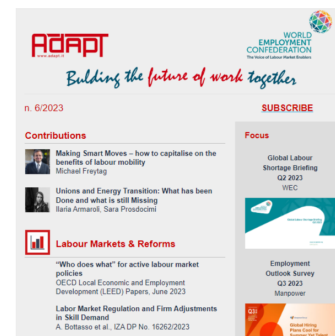 ADAPT
www.adapt.it
WORLD
EMPLOYMENT
CONFEDERATION
The Voice of Labour Market Enablers
Bulding the future of work together
n. 6/2023
SUBSCRIBE
Contributions
Making Smart Moves – how to capitalise on the
benefits of labour mobility
Michael Freytag
Unions and Energy Transition: What has been
Done and what is still Missing
Ilaria Armaroli, Sara Prosdocimi
Labour Markets & Reforms
“Who does what” for active labour market
policies
OECD Local Economic and Employment
Development (LEED) Papers, June 2023
Labor Market Regulation and Firm Adjustments
in Skill Demand
A. Bottasso et al., IZA DP No. 16262/2023
Focus
Global Labour
Shortage Briefing
Q2 2023
WEC
Employment
Outlook Survey
Q3 2023
Manpower
Q3
Global Hiring